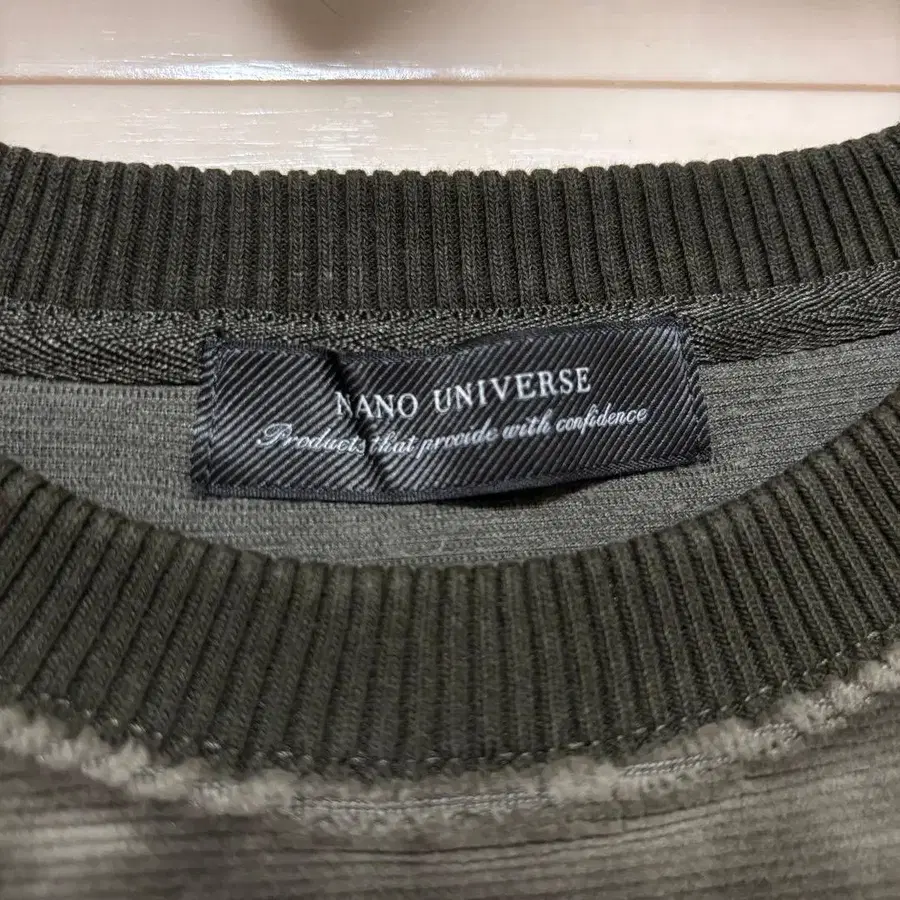 NANO UNIVERSE
Products that provide with confidence